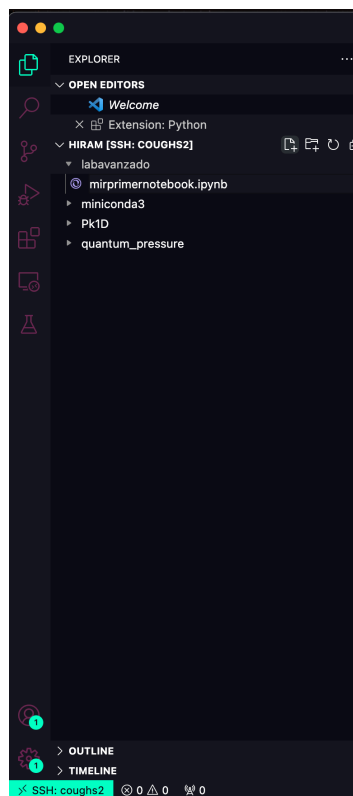 EXPLORER
OPEN EDITORS
Welcome
Extension: Python
HIRAM [SSH: COUGHS2]
labavanzado
mirprimernotebook.ipynb
miniconda3
Pk1D
quantum_pressure
1
1
OUTLINE
TIMELINE
SSH: coughs2 0 0 0